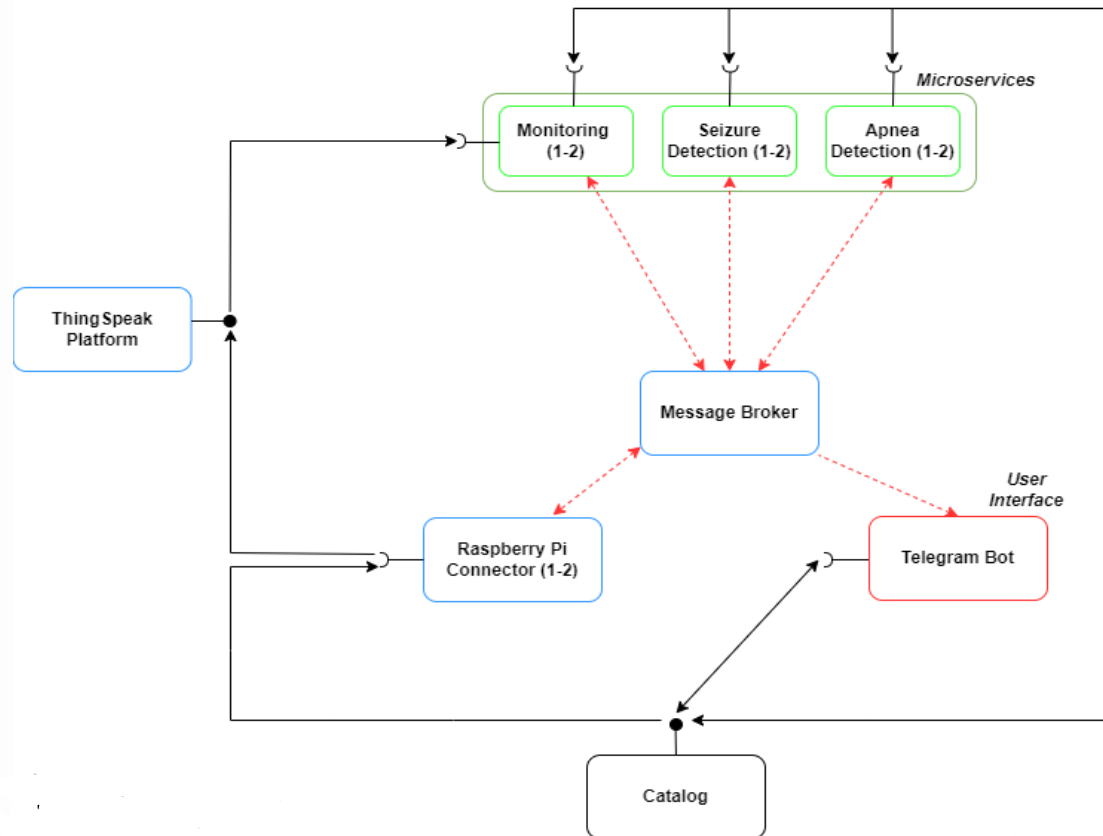 Microservices
Monitoring
(1-2)
Seizure
Detection (1-2)
Apnea
Detection (1-2)
ThingSpeak
Platform
Message Broker
User
Interface
Raspberry Pi
Connector (1-2)
Telegram Bot
Catalog